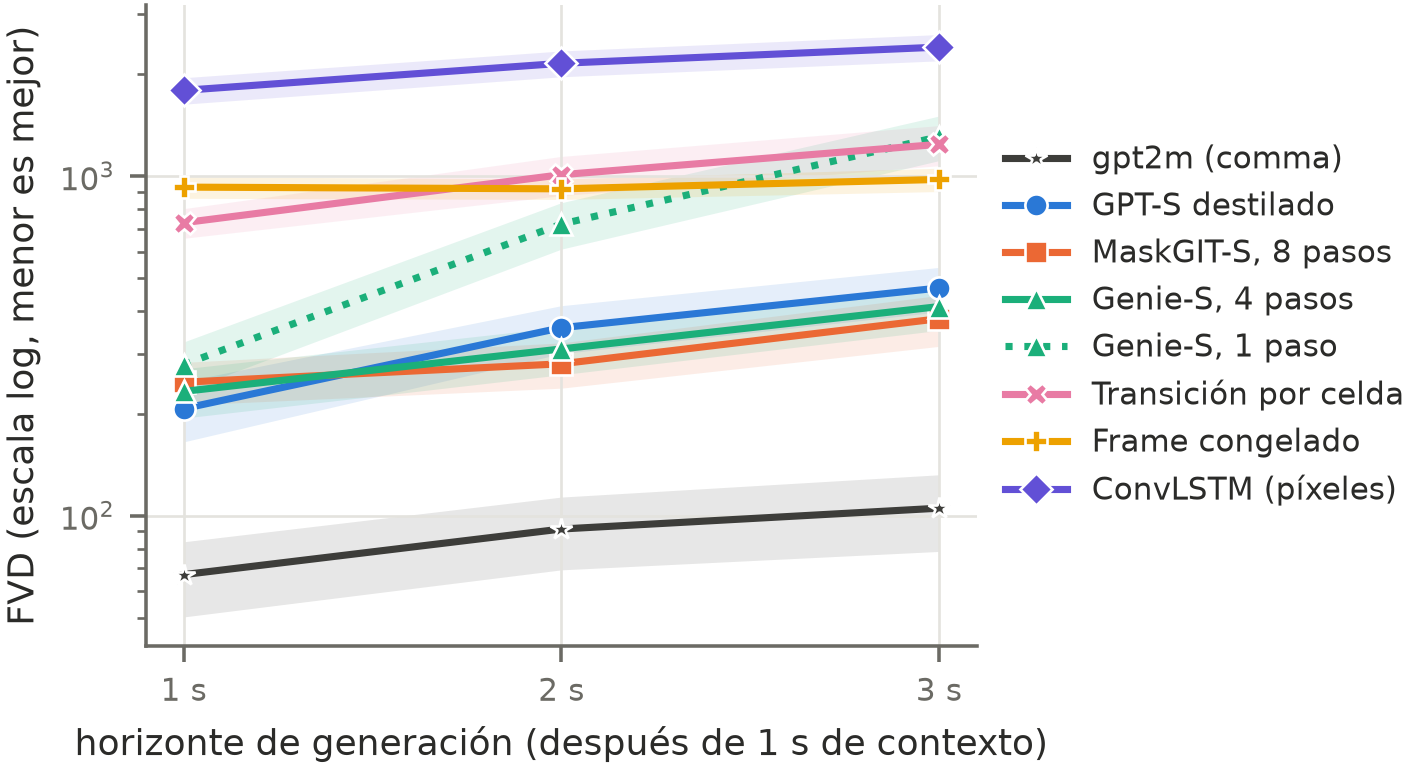 FVD (escala log, menor es mejor)
10³
10²
1 s
2 s
3 s
horizonte de generación (después de 1 s de contexto)
gpt2m (comma)
GPT-S destilado
MaskGIT-S, 8 pasos
Genie-S, 4 pasos
Genie-S, 1 paso
Transición por celda
Frame congelado
ConvLSTM (píxeles)